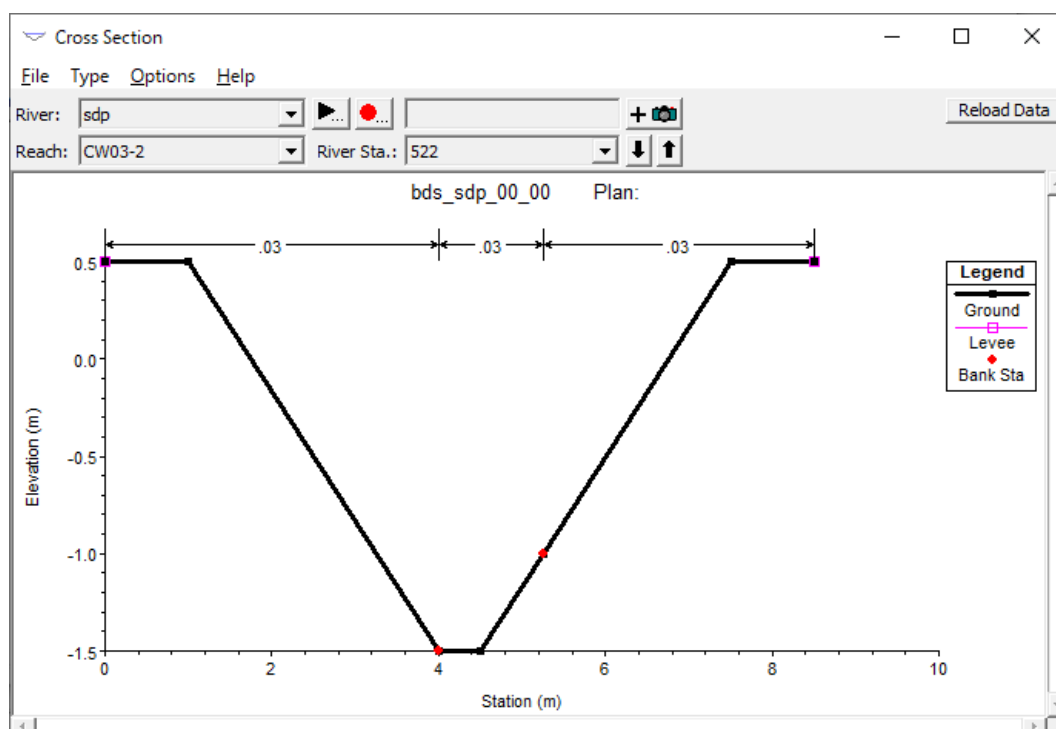 Cross Section
File Type Options Help
River: sdp ... ... + Reload Data
Reach: CW03-2 River Sta.: 522
bds_sdp_00_00 Plan:
.03 .03 .03
0.5
0.0
-0.5
-1.0
-1.5
Elevation (m)
0 2 4 6 8 10
Station (m)
Legend
Ground
Levee
Bank Sta